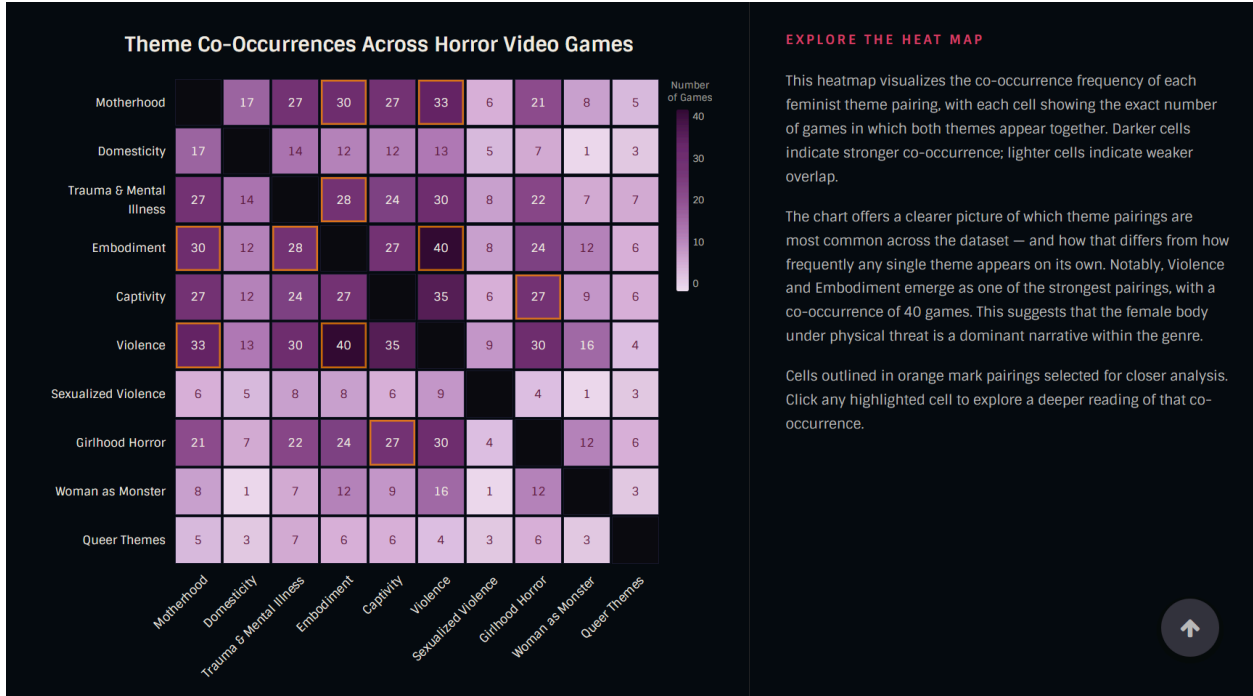 Theme Co-Occurrences Across Horror Video Games
Number
of Games
40
30
20
10
0
Motherhood 17 27 30 27 33 6 21 8 5
Domesticity 17 14 12 12 13 5 7 1 3
Trauma & Mental
Illness 27 14 28 24 30 8 22 7 7
Embodiment 30 12 28 27 40 8 24 12 6
Captivity 27 12 24 27 35 6 27 9 6
Violence 33 13 30 40 35 9 30 16 4
Sexualized Violence 6 5 8 8 6 9 4 1 3
Girlhood Horror 21 7 22 24 27 30 4 12 6
Woman as Monster 8 1 7 12 9 16 1 12 3
Queer Themes 5 3 7 6 6 4 3 6 3
Motherhood
Domesticity
Trauma & Mental Illness
Embodiment
Captivity
Violence
Sexualized Violence
Girlhood Horror
Woman as Monster
Queer Themes
EXPLORE THE HEAT MAP
This heatmap visualizes the co-occurrence frequency of each
feminist theme pairing, with each cell showing the exact number
of games in which both themes appear together. Darker cells
indicate stronger co-occurrence; lighter cells indicate weaker
overlap.
The chart offers a clearer picture of which theme pairings are
most common across the dataset — and how that differs from how
frequently any single theme appears on its own. Notably, Violence
and Embodiment emerge as one of the strongest pairings, with a
co-occurrence of 40 games. This suggests that the female body
under physical threat is a dominant narrative within the genre.
Cells outlined in orange mark pairings selected for closer analysis.
Click any highlighted cell to explore a deeper reading of that co-
occurrence.